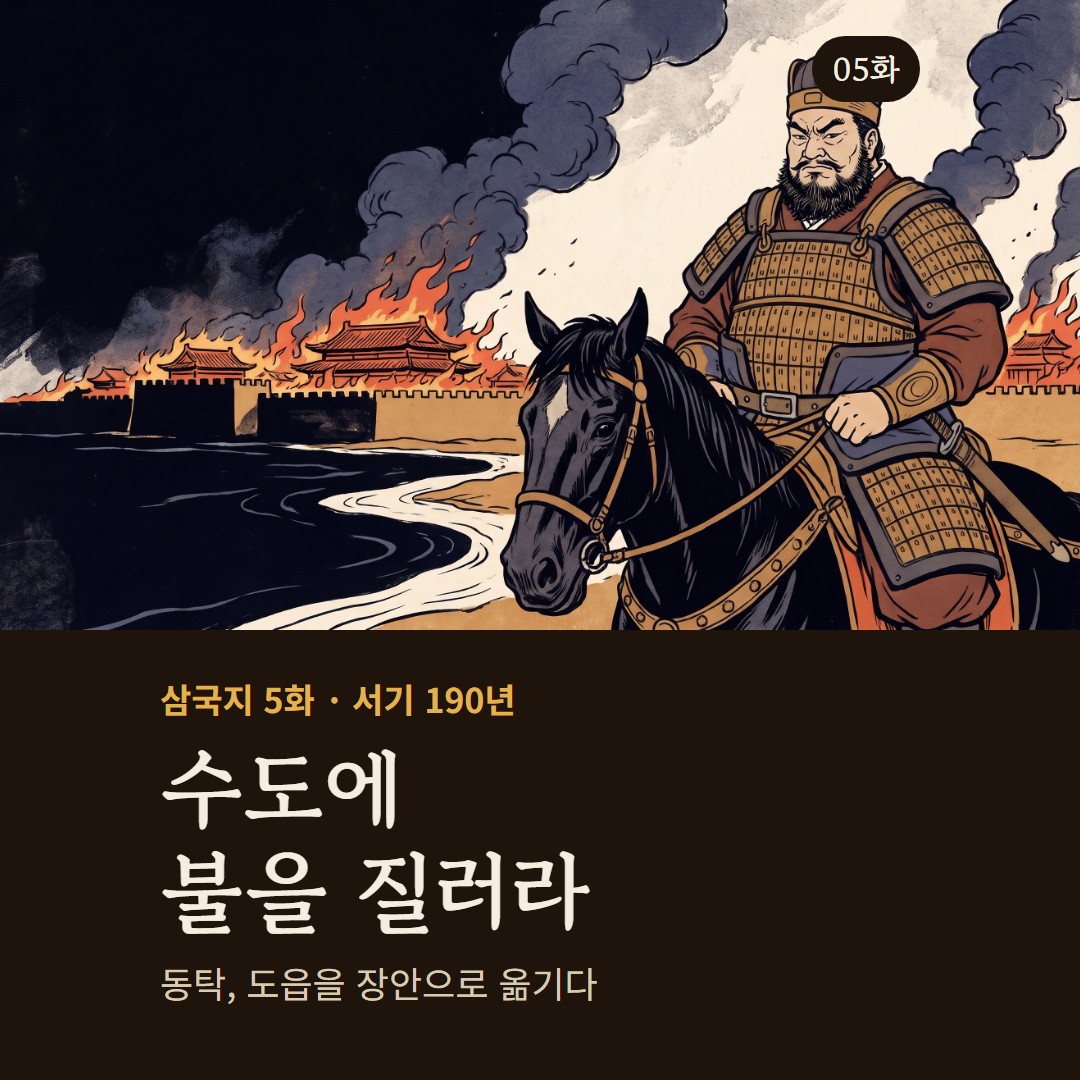 05화
삼국지 5화 · 서기 190년
수도에
불을 질러라
동탁, 도읍을 장안으로 옮기다